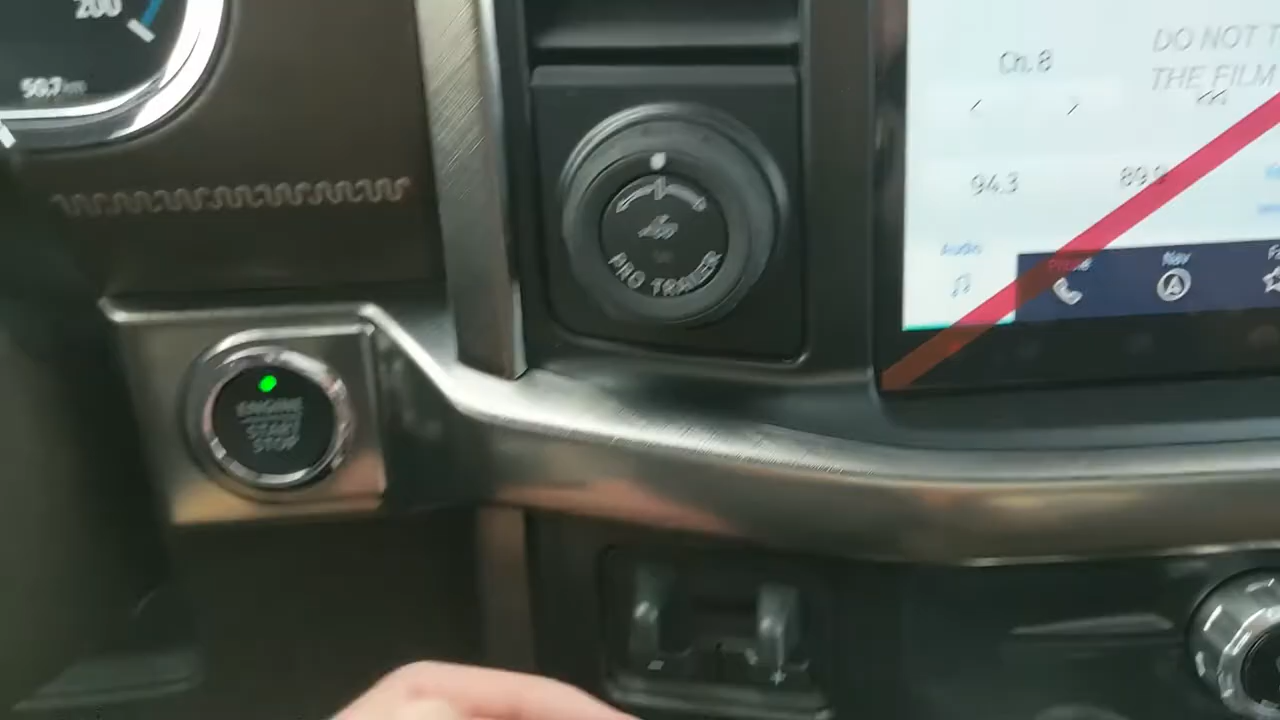 200
50.7
Ch. 8
DO NOT T
THE FILM
94.3
89.9
Audio
Phone
Nav
PRO TRAILER
ENGINE
START
STOP
- +